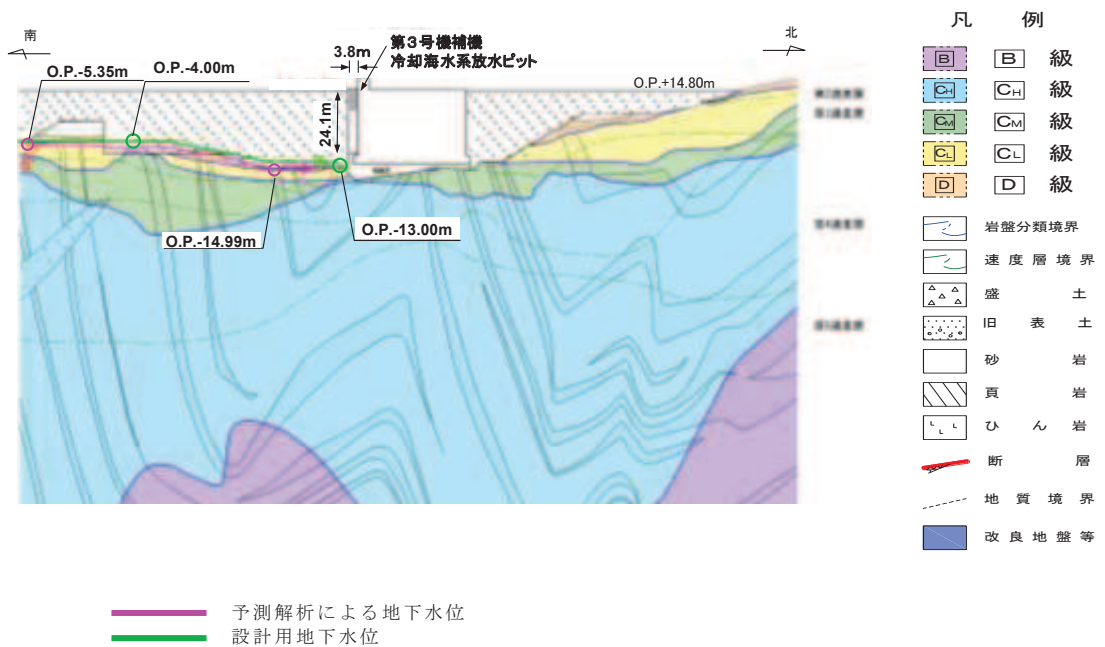 南
北
3.8m
第3号機補機
冷却海水系放水ピット
O.P.-5.35m
O.P.-4.00m
O.P.+14.80m
24.1m
O.P.-14.99m
O.P.-13.00m
凡 例
B B 級
CH CH 級
CM CM 級
CL CL 級
D D 級
岩盤分類境界
速度層境界
盛土
旧表土
砂岩
頁岩
ひん岩
断層
地質境界
改良地盤等
予測解析による地下水位
設計用地下水位